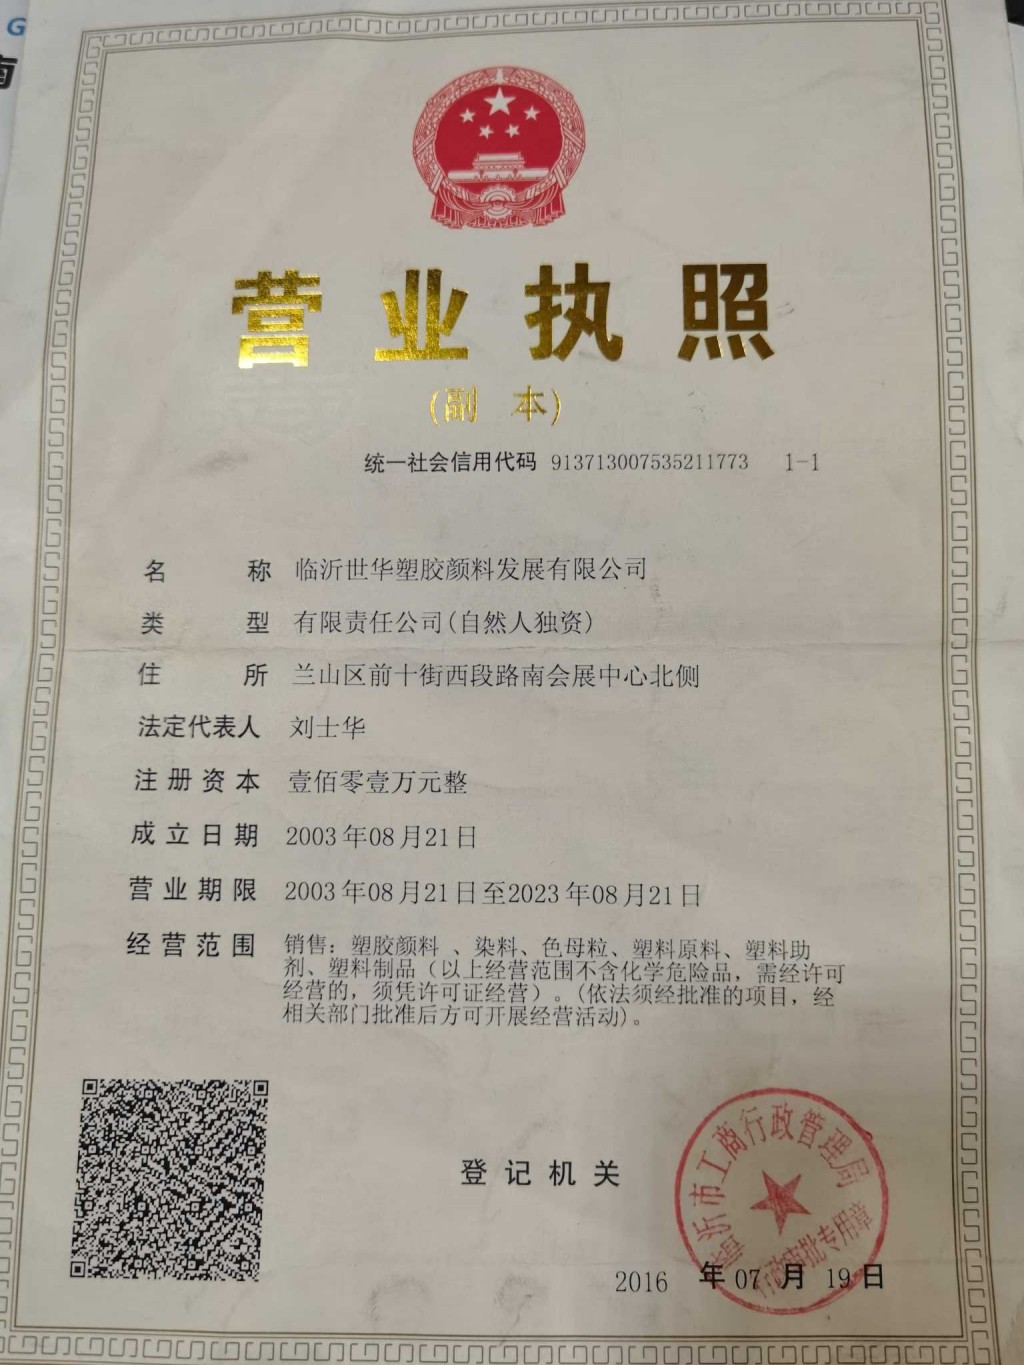 G
南
营业执照
(副本)
统一社会信用代码 913713007535211773 1-1
名称 临沂世华塑胶颜料发展有限公司
类型 有限责任公司(自然人独资)
住所 兰山区前十街西段路南会展中心北侧
法定代表人 刘士华
注册资本 壹佰零壹万元整
成立日期 2003年08月21日
营业期限 2003年08月21日至2023年08月21日
经营范围 销售：塑胶颜料 、染料、色母粒、塑料原料、塑料助
剂、塑料制品（以上经营范围不含化学危险品，需经许可
经营的，须凭许可证经营）。(依法须经批准的项目，经
相关部门批准后方可开展经营活动)。
登记机关
临沂市工商行政管理局
行政审批专用章
2016 年 07 月 19 日